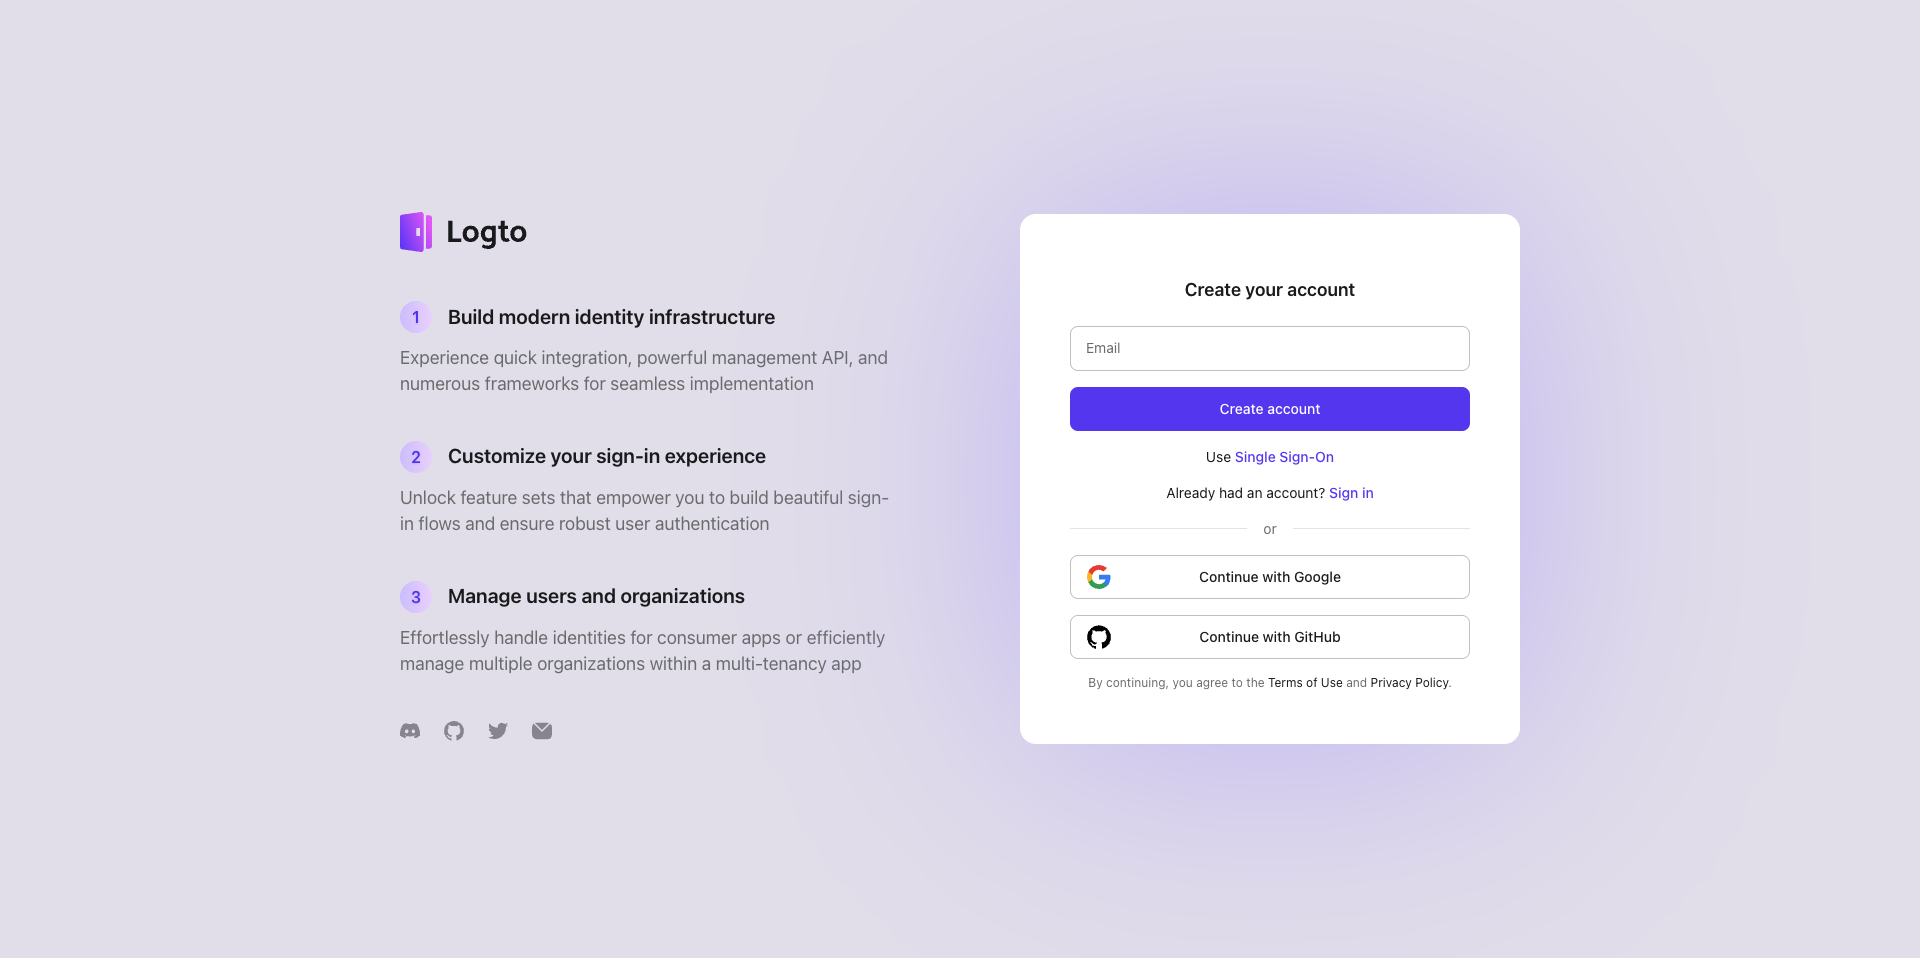 Logto
1 Build modern identity infrastructure
Experience quick integration, powerful management API, and
numerous frameworks for seamless implementation
2 Customize your sign-in experience
Unlock feature sets that empower you to build beautiful sign-
in flows and ensure robust user authentication
3 Manage users and organizations
Effortlessly handle identities for consumer apps or efficiently
manage multiple organizations within a multi-tenancy app
Create your account
Email
Create account
Use Single Sign-On
Already had an account? Sign in
or
Continue with Google
Continue with GitHub
By continuing, you agree to the Terms of Use and Privacy Policy.